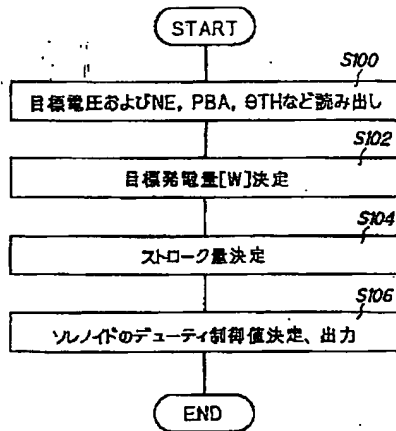 START
S100
目標電圧およびNE, PBA, θTHなど読み出し
S102
目標発電量[W]決定
S104
ストローク量決定
S106
ソレノイドのデューティ制御値決定、出力
END